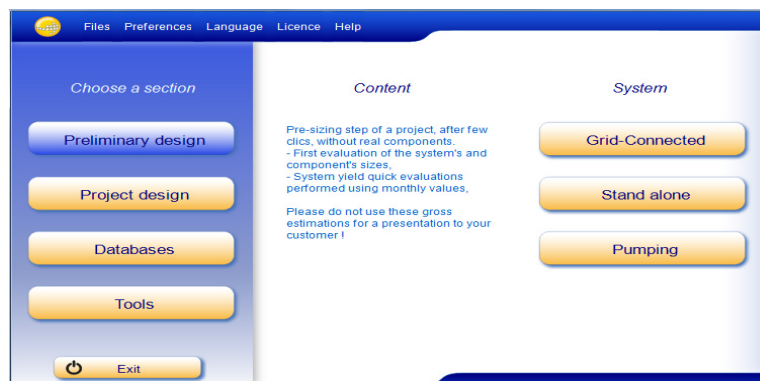 Files Preferences Language Licence Help
Choose a section
Preliminary design
Project design
Databases
Tools
Exit
Content
Pre-sizing step of a project, after few
clics, without real components.
- First evaluation of the system's and
component's sizes,
- System yield quick evaluations
performed using monthly values,
Please do not use these gross
estimations for a presentation to your
customer !
System
Grid-Connected
Stand alone
Pumping